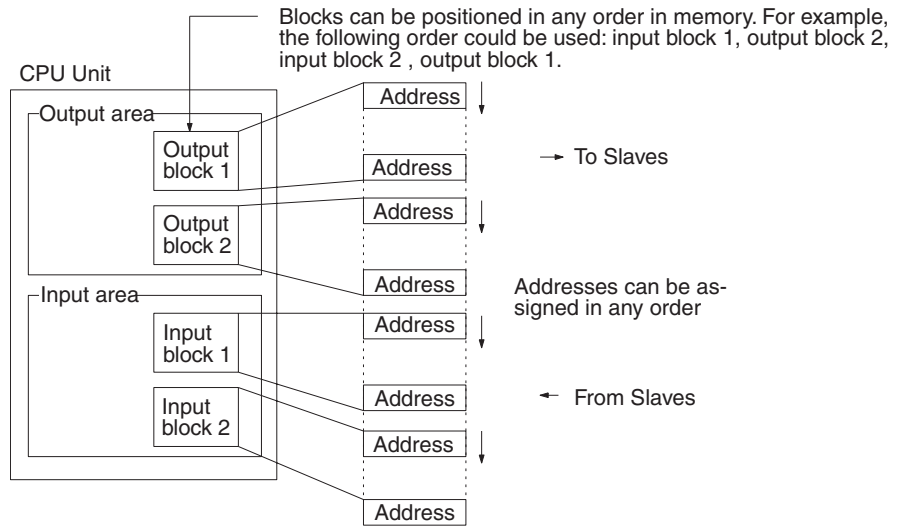 Blocks can be positioned in any order in memory. For example,
the following order could be used: input block 1, output block 2,
input block 2 , output block 1.
CPU Unit
Output area
Output
block 1
Output
block 2
Input area
Input
block 1
Input
block 2
Address
Address
Address
Address
Address
Address
Address
Address
To Slaves
Addresses can be as-
signed in any order
From Slaves